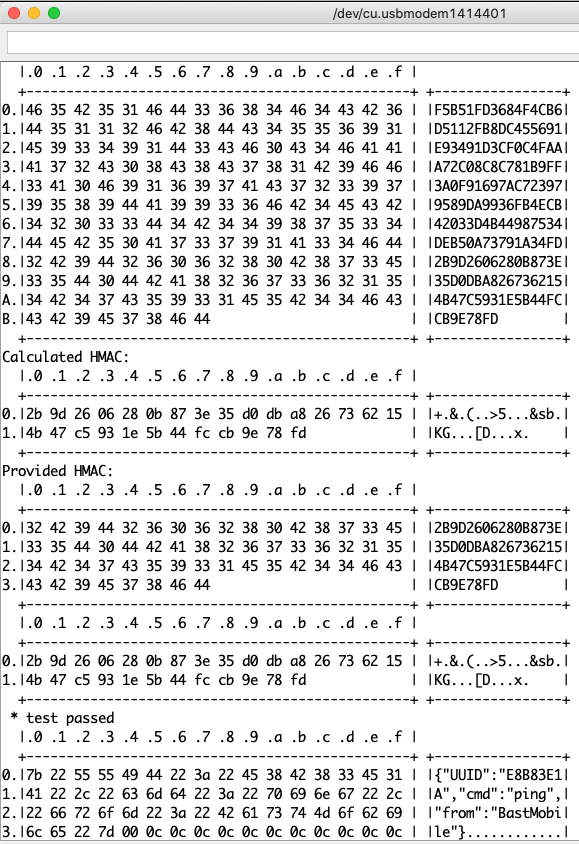 /dev/cu.usbmodem1414401
|.0 .1 .2 .3 .4 .5 .6 .7 .8 .9 .a .b .c .d .e .f |
+------------------------------------------------+ +----------------+
0.|46 35 42 35 31 46 44 33 36 38 34 46 34 43 42 36 | |F5B51FD3684F4CB6|
1.|44 35 31 31 32 46 42 38 44 43 34 35 35 36 39 31 | |D5112FB8DC455691|
2.|45 39 33 34 39 31 44 33 43 46 30 43 34 46 41 41 | |E93491D3CF0C4FAA|
3.|41 37 32 43 30 38 43 38 43 37 38 31 42 39 46 46 | |A72C08C8C781B9FF|
4.|33 41 30 46 39 31 36 39 37 41 43 37 32 33 39 37 | |3A0F91697AC72397|
5.|39 35 38 39 44 41 39 39 33 36 46 42 34 45 43 42 | |9589DA9936FB4ECB|
6.|34 32 30 33 33 44 34 42 34 34 39 38 37 35 33 34 | |42033D4B44987534|
7.|44 45 42 35 30 41 37 33 37 39 31 41 33 34 46 44 | |DEB50A73791A34FD|
8.|32 42 39 44 32 36 30 36 32 38 30 42 38 37 33 45 | |2B9D2606280B873E|
9.|33 35 44 30 44 42 41 38 32 36 37 33 36 32 31 35 | |35D0DBA826736215|
A.|34 42 34 37 43 35 39 33 31 45 35 42 34 34 46 43 | |4B47C5931E5B44FC|
B.|43 42 39 45 37 38 46 44 | |CB9E78FD |
+------------------------------------------------+ +----------------+
Calculated HMAC:
|.0 .1 .2 .3 .4 .5 .6 .7 .8 .9 .a .b .c .d .e .f |
+------------------------------------------------+ +----------------+
0.|2b 9d 26 06 28 0b 87 3e 35 d0 db a8 26 73 62 15 | |+.&.(..>5...&sb.|
1.|4b 47 c5 93 1e 5b 44 fc cb 9e 78 fd | |KG...[D...x. |
+------------------------------------------------+ +----------------+
Provided HMAC:
|.0 .1 .2 .3 .4 .5 .6 .7 .8 .9 .a .b .c .d .e .f |
+------------------------------------------------+ +----------------+
0.|32 42 39 44 32 36 30 36 32 38 30 42 38 37 33 45 | |2B9D2606280B873E|
1.|33 35 44 30 44 42 41 38 32 36 37 33 36 32 31 35 | |35D0DBA826736215|
2.|34 42 34 37 43 35 39 33 31 45 35 42 34 34 46 43 | |4B47C5931E5B44FC|
3.|43 42 39 45 37 38 46 44 | |CB9E78FD |
+------------------------------------------------+ +----------------+
|.0 .1 .2 .3 .4 .5 .6 .7 .8 .9 .a .b .c .d .e .f |
+------------------------------------------------+ +----------------+
0.|2b 9d 26 06 28 0b 87 3e 35 d0 db a8 26 73 62 15 | |+.&.(..>5...&sb.|
1.|4b 47 c5 93 1e 5b 44 fc cb 9e 78 fd | |KG...[D...x. |
+------------------------------------------------+ +----------------+
* test passed
|.0 .1 .2 .3 .4 .5 .6 .7 .8 .9 .a .b .c .d .e .f |
+------------------------------------------------+ +----------------+
0.|7b 22 55 55 49 44 22 3a 22 45 38 42 38 33 45 31 | |{"UUID":"E8B83E1|
1.|41 22 2c 22 63 6d 64 22 3a 22 70 69 6e 67 22 2c | |A","cmd":"ping",|
2.|22 66 72 6f 6d 22 3a 22 42 61 73 74 4d 6f 62 69 | |"from":"BastMobi|
3.|6c 65 22 7d 00 0c 0c 0c 0c 0c 0c 0c 0c 0c 0c 0c | |le"}............|